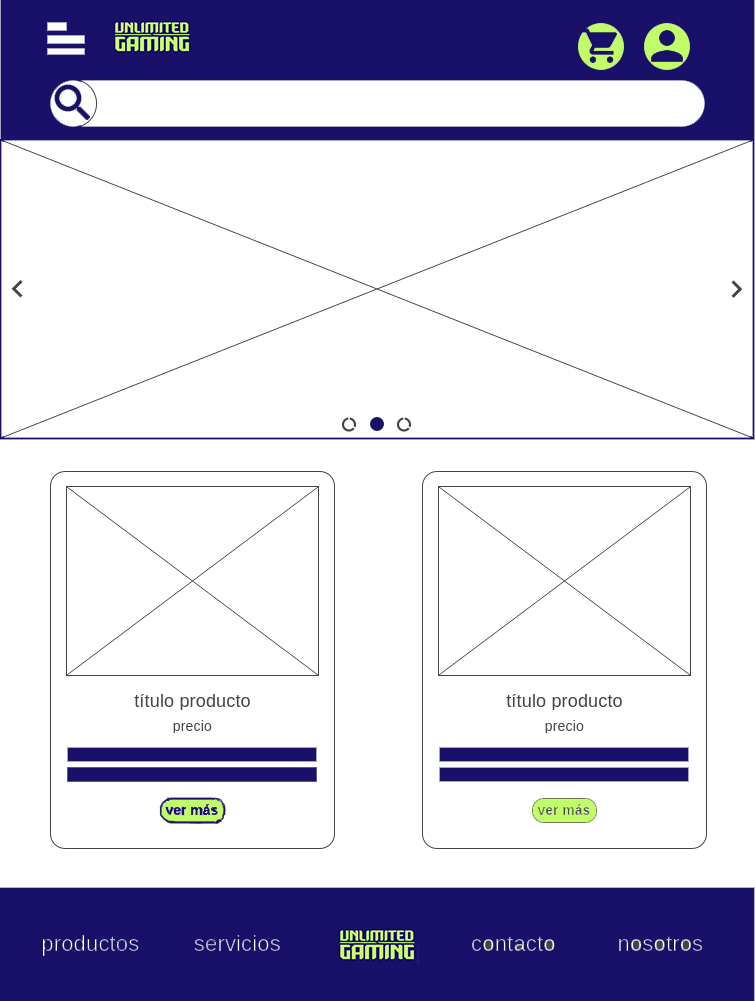 UNLIMITED
GAMING
título producto
precio
ver más
título producto
precio
ver más
productos
servicios
UNLIMITED
GAMING
contacto
nosotros